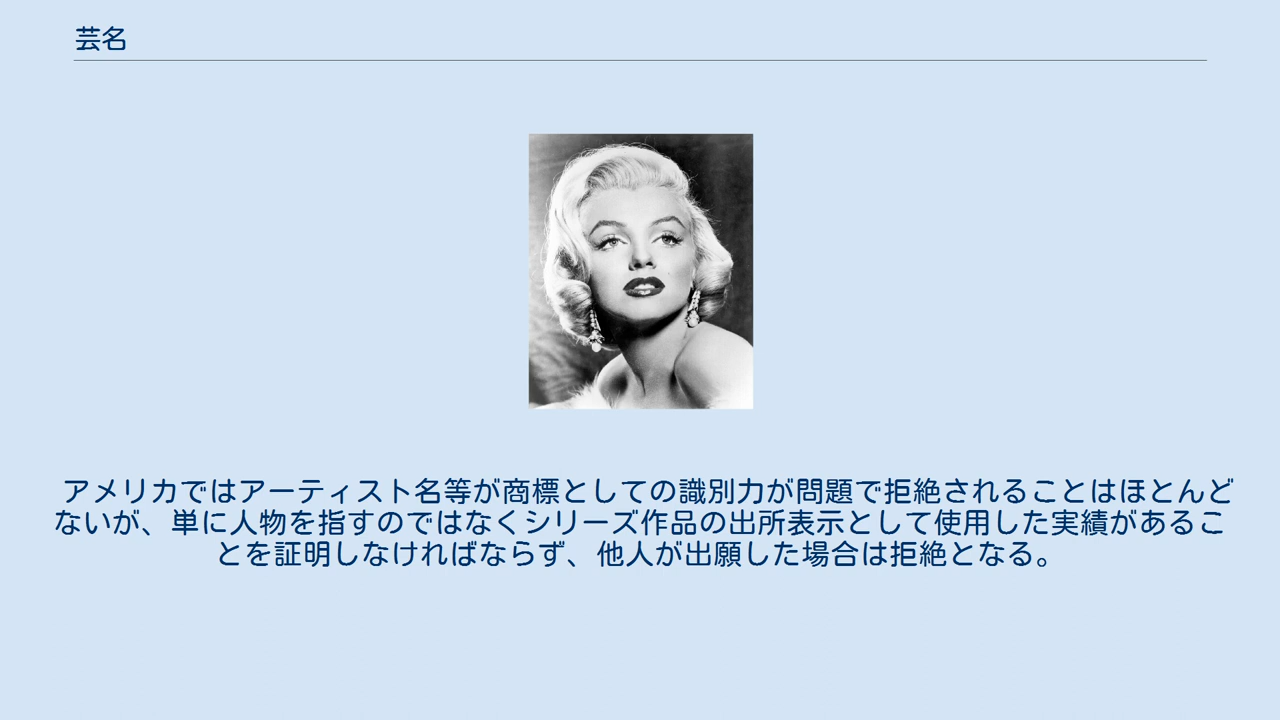 芸名
アメリカではアーティスト名等が商標としての識別力が問題で拒絶されることはほとんど
ないが、単に人物を指すのではなくシリーズ作品の出所表示として使用した実績があるこ
とを証明しなければならず、他人が出願した場合は拒絶となる。